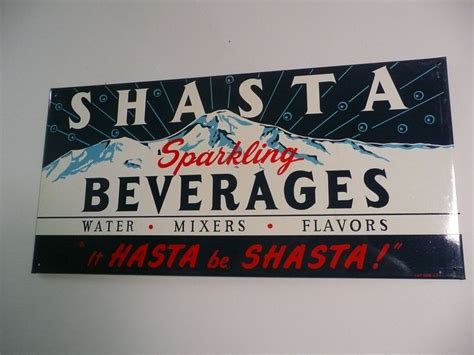 SHASTA
Sparkling
BEVERAGES
WATER • MIXERS • FLAVORS
"It HASTA be SHASTA!"